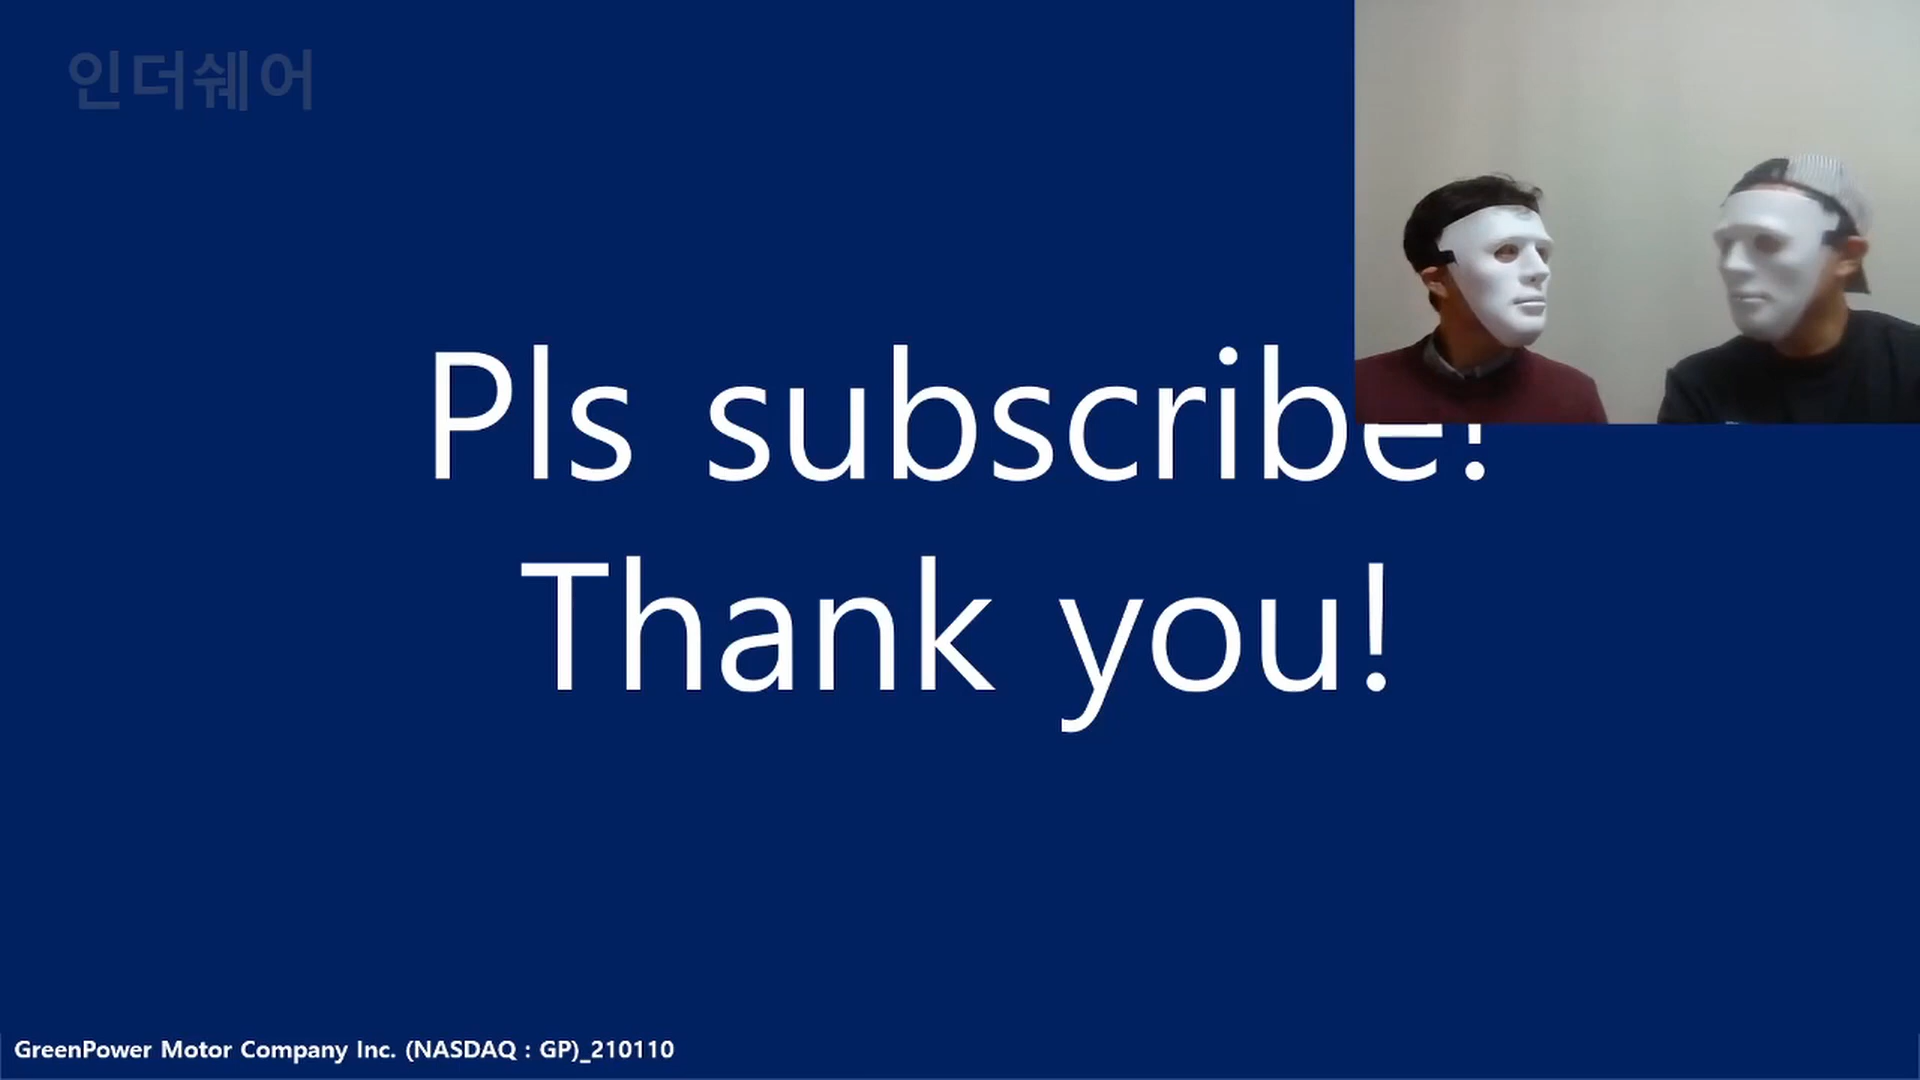 인더쉐어
Pls subscribe!
Thank you!
GreenPower Motor Company Inc. (NASDAQ : GP)_210110